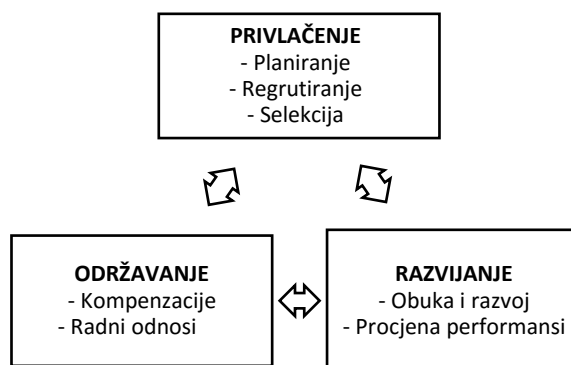 PRIVLAČENJE
- Planiranje
- Regrutiranje
- Selekcija
ODRŽAVANJE
- Kompenzacije
- Radni odnosi
RAZVIJANJE
- Obuka i razvoj
- Procjena performansi